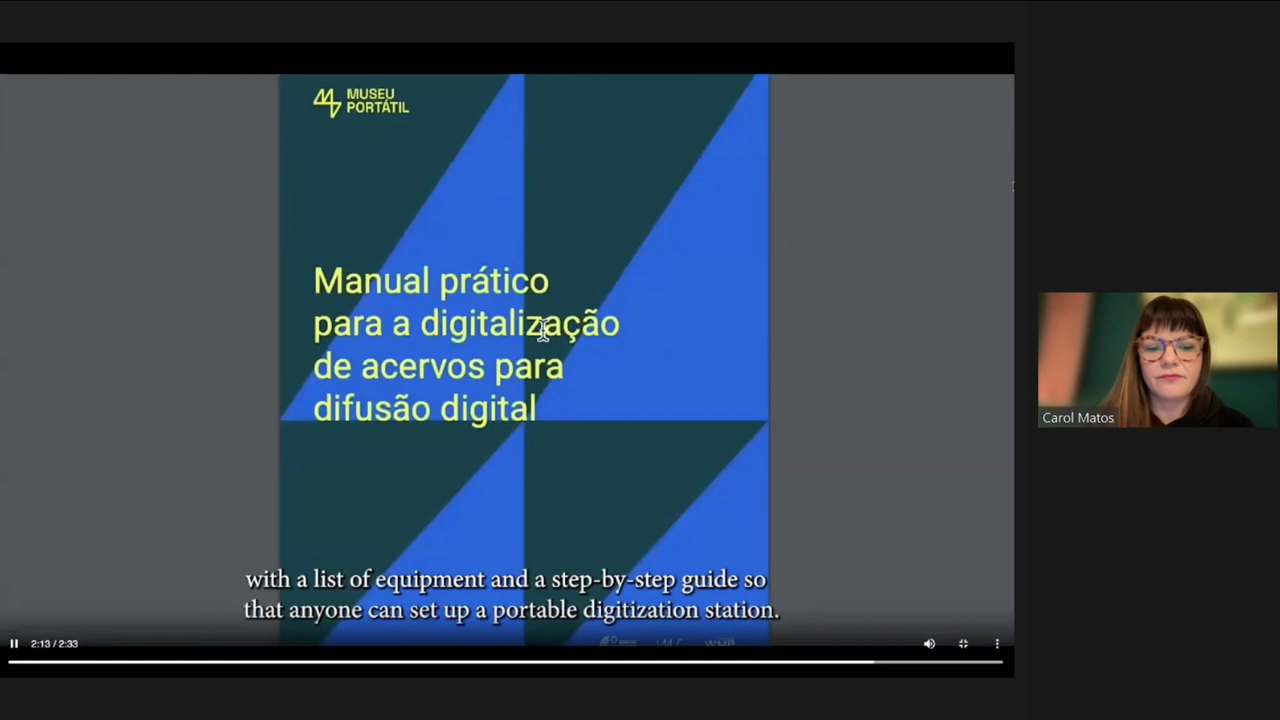 MUSEU
PORTÁTIL
Manual prático
para a digitalização
de acervos para
difusão digital
with a list of equipment and a step-by-step guide so
that anyone can set up a portable digitization station.
2:13 / 2:33
Carol Matos